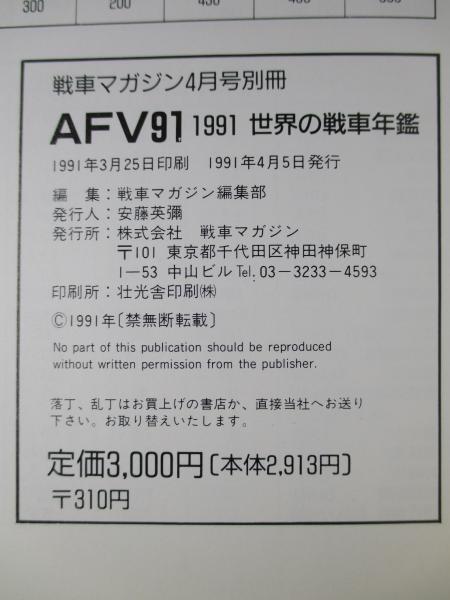 300 200 450 400 350
戦車マガジン4月号別冊
AFV91 1991 世界の戦車年鑑
1991年3月25日印刷 1991年4月5日発行
編 集：戦車マガジン編集部
発行人：安藤英彌
発行所：株式会社 戦車マガジン
〒101 東京都千代田区神田神保町
1―53 中山ビル Tel. 03―3233―4593
印刷所：壮光舎印刷㈱
©1991年〔禁無断転載〕
No part of this publication should be reproduced
without written permission from the publisher.
落丁、乱丁はお買上げの書店か、直接当社へお送り
下さい。お取り替えいたします。
定価3,000円〔本体2,913円〕
〒310円